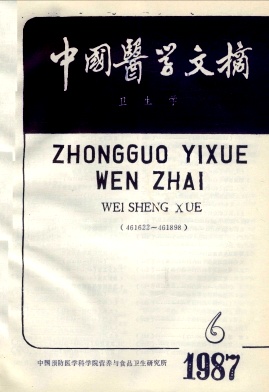 中國醫学文摘
卫生学
ZHONGGUO YIXUE
WEN ZHAI
WEI SHENG XUE
(461622—461898)
6
1987
中国预防医学科学院营养与食品卫生研究所